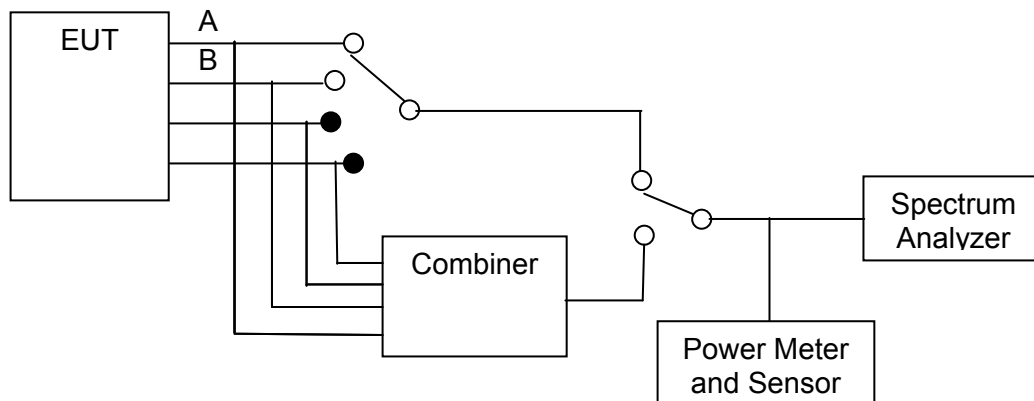 EUT
A
B
Combiner
Spectrum
Analyzer
Power Meter
and Sensor